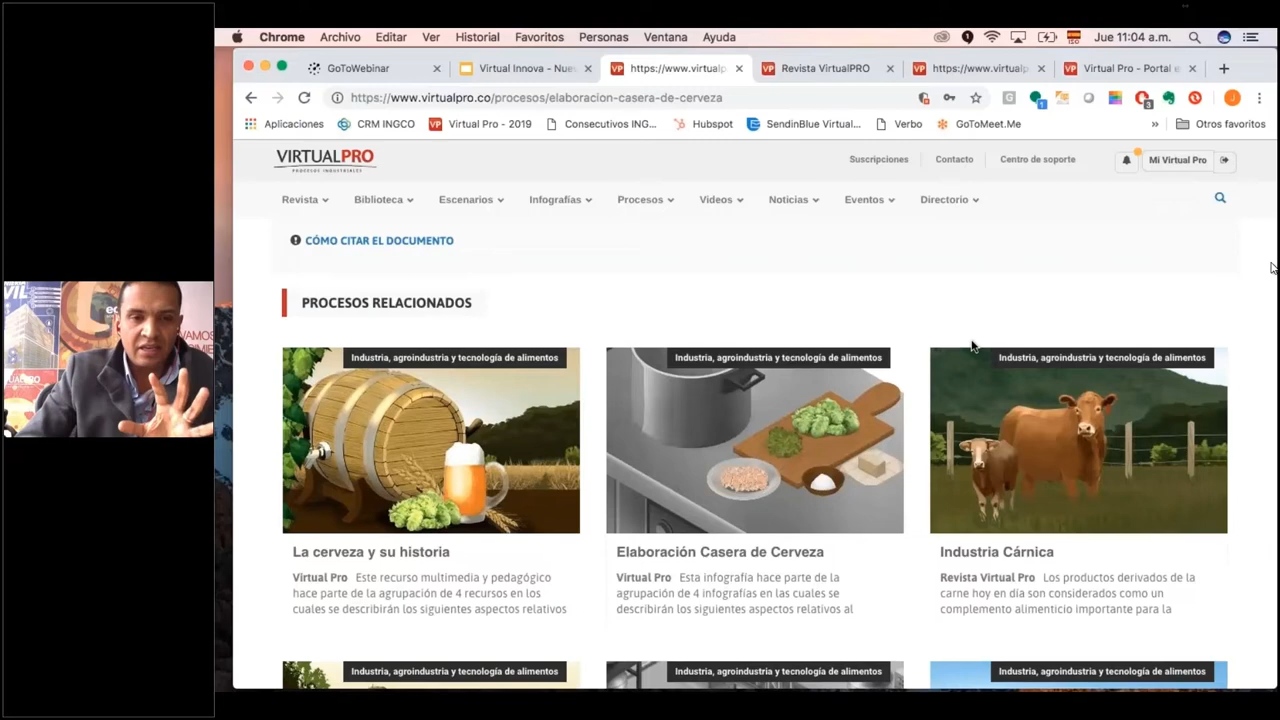 Chrome Archivo Editar Ver Historial Favoritos Personas Ventana Ayuda
ISO Jue 11:04 a.m.
GoToWebinar
Virtual Innova - Nue
https://www.virtualp
Revista VirtualPRO
https://www.virtualp
Virtual Pro - Portal e
https://www.virtualpro.co/procesos/elaboracion-casera-de-cerveza
1 3 J
Aplicaciones CRM INGCO Virtual Pro - 2019 Consecutivos ING... Hubspot SendinBlue Virtual... Verbo GoToMeet.Me » Otros favoritos
VIRTUALPRO
PROCESOS INDUSTRIALES
Suscripciones Contacto Centro de soporte Mi Virtual Pro
Revista Biblioteca Escenarios Infografías Procesos Videos Noticias Eventos Directorio
CÓMO CITAR EL DOCUMENTO
PROCESOS RELACIONADOS
Industria, agroindustria y tecnología de alimentos
La cerveza y su historia
Virtual Pro Este recurso multimedia y pedagógico
hace parte de la agrupación de 4 recursos en los
cuales se describirán los siguientes aspectos relativos
Industria, agroindustria y tecnología de alimentos
Elaboración Casera de Cerveza
Virtual Pro Esta infografía hace parte de la
agrupación de 4 infografías en las cuales se
describirán los siguientes aspectos relativos al
Industria, agroindustria y tecnología de alimentos
Industria Cárnica
Revista Virtual Pro Los productos derivados de la
carne hoy en día son considerados como un
complemento alimenticio importante para la
Industria, agroindustria y tecnología de alimentos
Industria, agroindustria y tecnología de alimentos
Industria, agroindustria y tecnología de alimentos